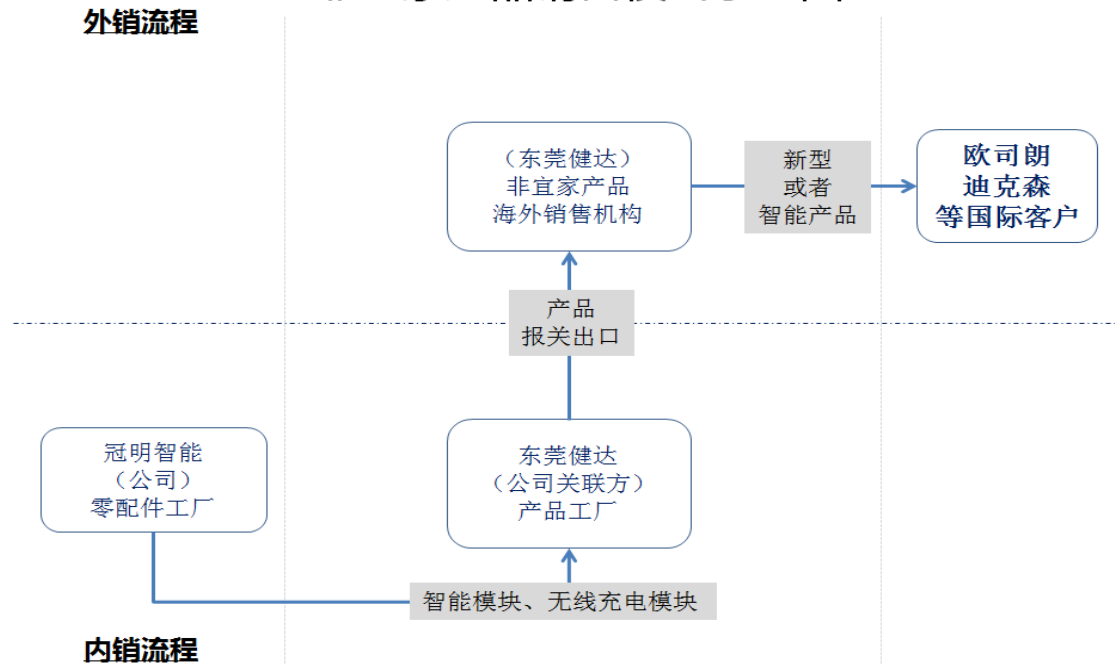 外销流程
（东莞健达）
非宜家产品
海外销售机构
新型
或者
智能产品
欧司朗
迪克森
等国际客户
产品
报关出口
冠明智能
（公司）
零配件工厂
东莞健达
（公司关联方）
产品工厂
智能模块、无线充电模块
内销流程